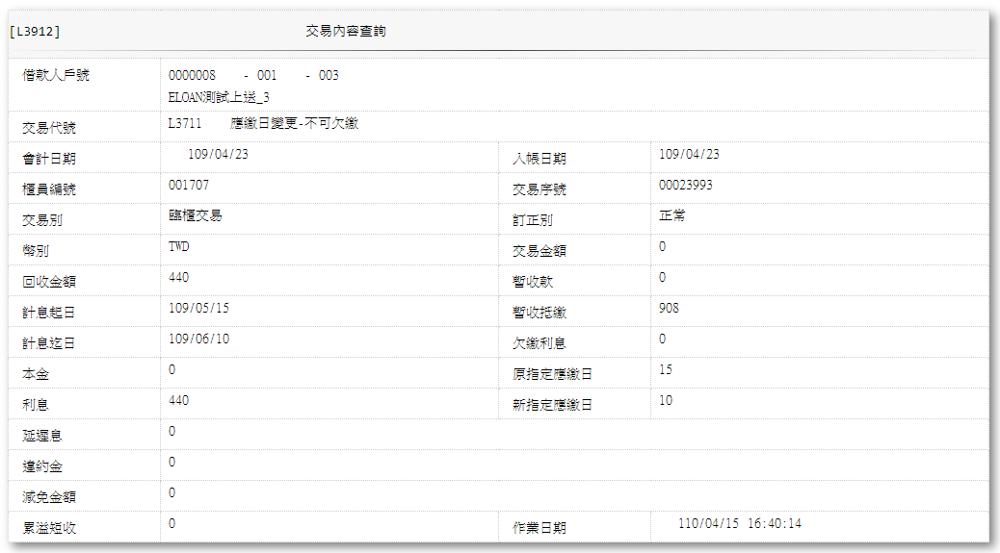 [L3912] 交易內容查詢
借款人戶號 0000008 - 001 - 003
ELOAN測試上送_3
交易代號 L3711 應繳日變更-不可欠繳
會計日期 109/04/23 入帳日期 109/04/23
櫃員編號 001707 交易序號 00023993
交易別 臨櫃交易 訂正別 正常
幣別 TWD 交易金額 0
回收金額 440 暫收款 0
計息起日 109/05/15 暫收抵繳 908
計息迄日 109/06/10 欠繳利息 0
本金 0 原指定應繳日 15
利息 440 新指定應繳日 10
延遲息 0
違約金 0
減免金額 0
累溢短收 0 作業日期 110/04/15 16:40:14